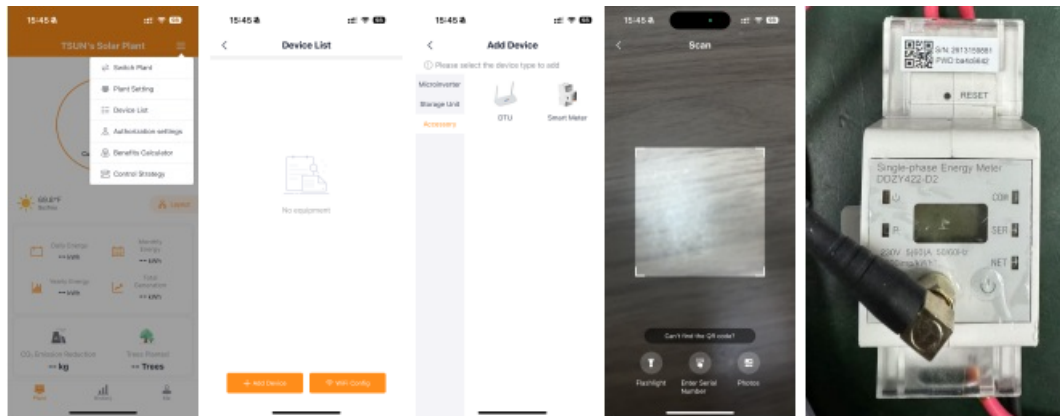 15:45
TSUN's Solar Plant
Switch Plant
Plant Setting
Device List
Authorization settings
Benefits Calculator
Control Strategy
Layout
Daily Energy
-- kWh
Monthly Energy
-- kWh
Yearly Energy
-- kWh
Total Generation
-- kWh
CO₂ Emission Reduction
-- kg
Trees Planted
-- Trees
Plant
15:45
Device List
No equipment
+ Add Device
WiFi Config
15:45
Add Device
Please select the device type to add
Microinverter
Storage Unit
Accessory
DTU
Smart Meter
15:45
Scan
Can't find the QR code?
Flashlight
Enter Serial
Number
Photos
RESET
Single-phase Energy Meter
DDZY422-D2
COM
SER
NET